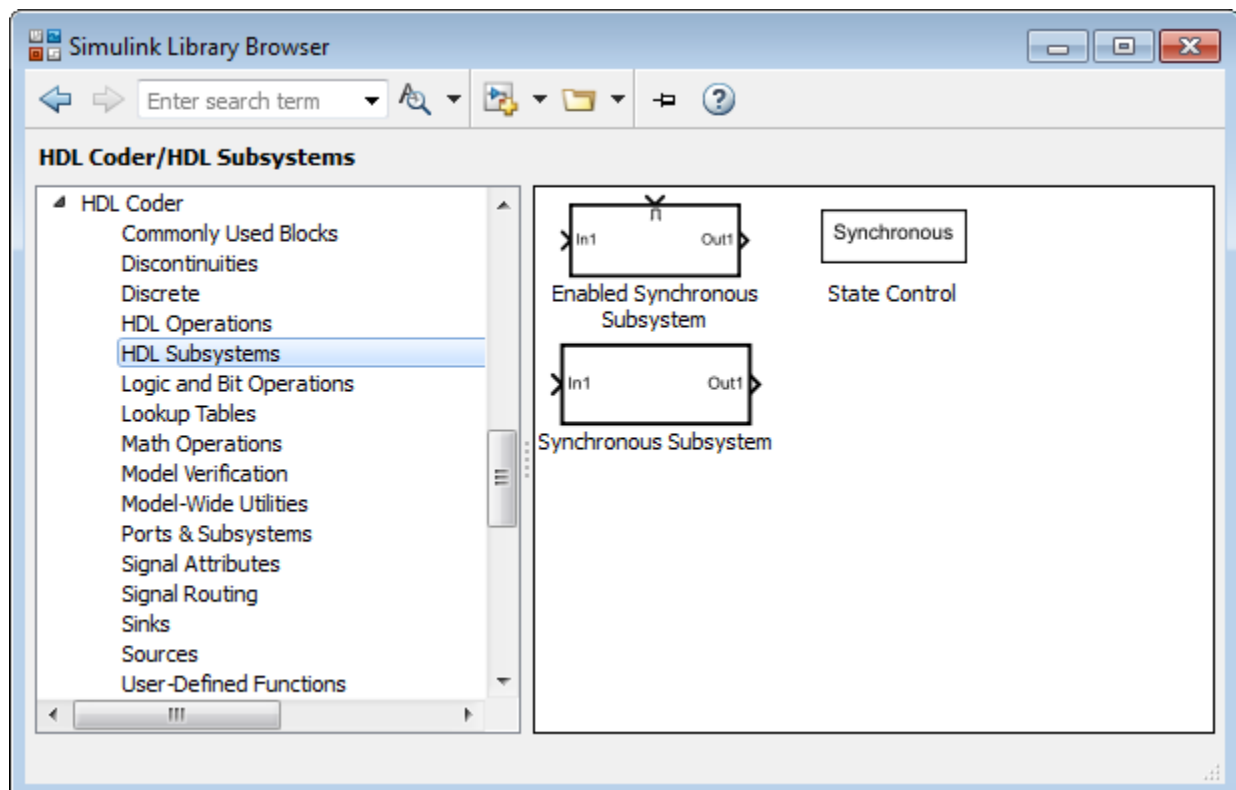 Simulink Library Browser
Enter search term
HDL Coder/HDL Subsystems
HDL Coder
Commonly Used Blocks
Discontinuities
Discrete
HDL Operations
HDL Subsystems
Logic and Bit Operations
Lookup Tables
Math Operations
Model Verification
Model-Wide Utilities
Ports & Subsystems
Signal Attributes
Signal Routing
Sinks
Sources
User-Defined Functions
In1 Out1
Enabled Synchronous
Subsystem
Synchronous
State Control
In1 Out1
Synchronous Subsystem